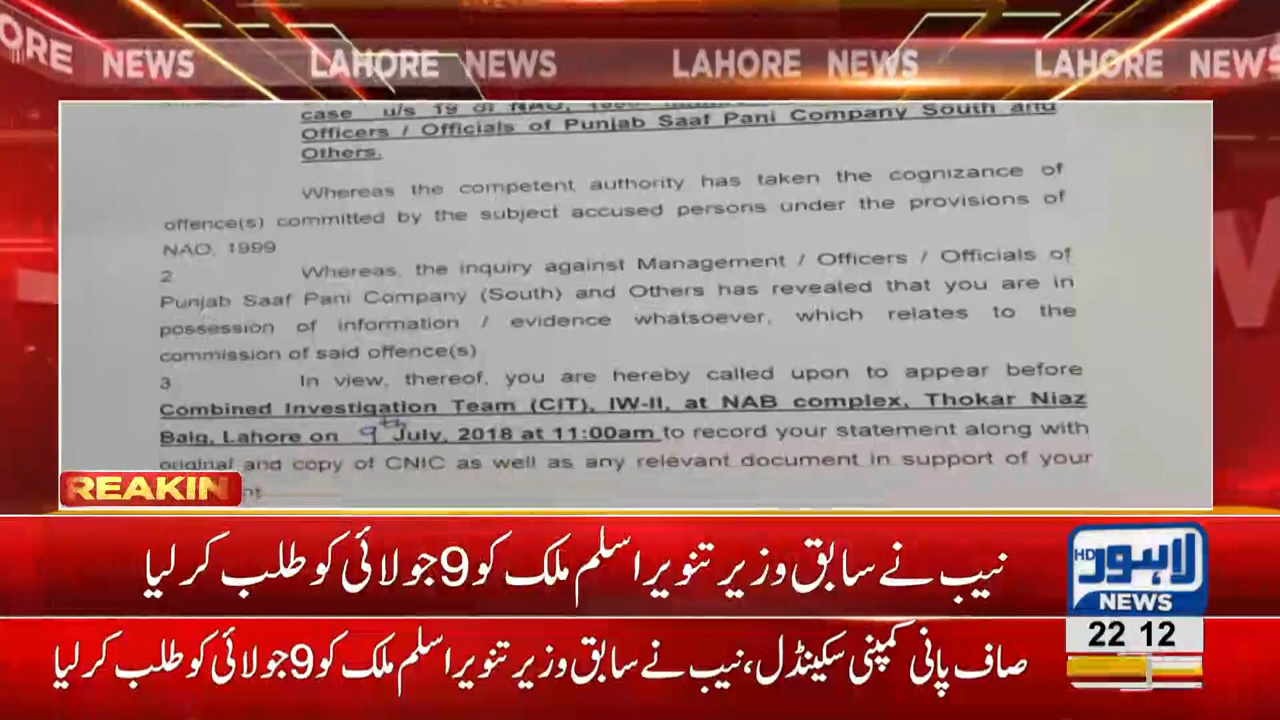 ORE NEWS LAHORE NEWS LAHORE NEWS LAHORE NEWS
case u/s 19 of NAO, 1999
Officers / Officials of Punjab Saaf Pani Company South and
Others.
Whereas the competent authority has taken the cognizance of
offence(s) committed by the subject accused persons under the provisions of
NAO, 1999
2 Whereas, the inquiry against Management / Officers / Officials of
Punjab Saaf Pani Company (South) and Others has revealed that you are in
possession of information / evidence whatsoever, which relates to the
commission of said offence(s)
3 In view, thereof, you are hereby called upon to appear before
Combined Investigation Team (CIT), IW-II, at NAB complex, Thokar Niaz
Baig, Lahore on 9th July, 2018 at 11:00am to record your statement along with
original and copy of CNIC as well as any relevant document in support of your
REAKIN
نیب نے سابق وزیر تنویر اسلم ملک کو 9 جولائی کو طلب کر لیا
HD لاہور
NEWS
22 12
صاف پانی کمپنی سکینڈل، نیب نے سابق وزیر تنویر اسلم ملک کو 9 جولائی کو طلب کر لیا